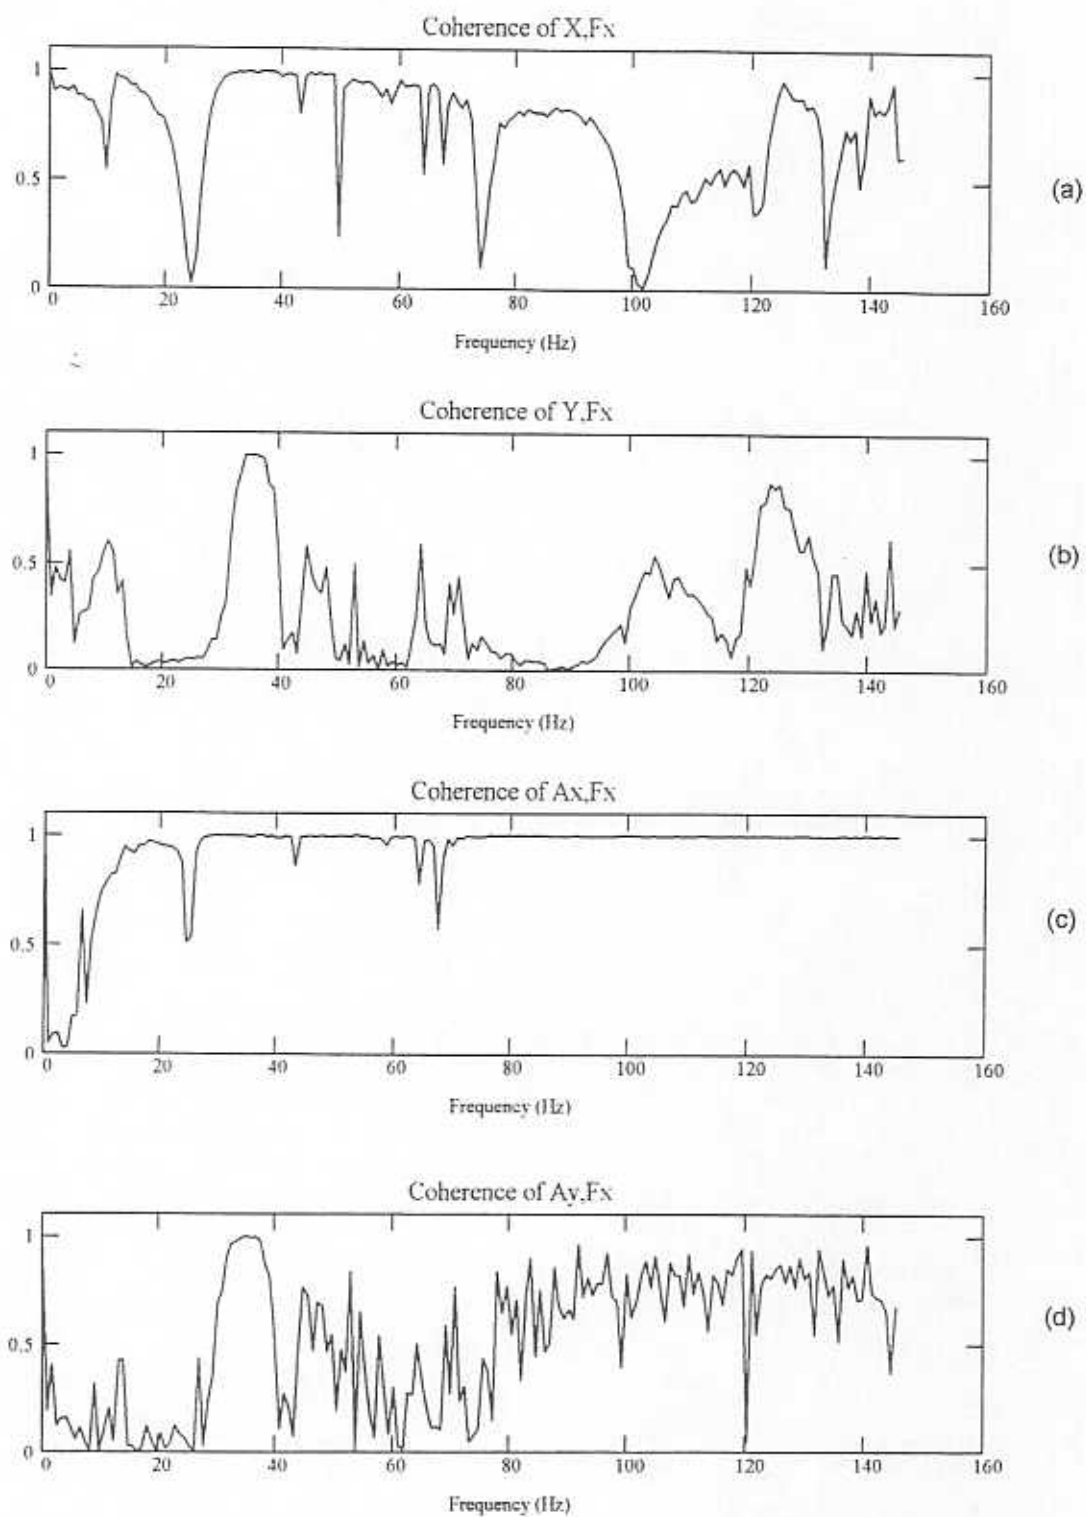 Coherence of X,Fx
1
0.5
0
0 20 40 60 80 100 120 140 160
Frequency (Hz)
(a)
Coherence of Y,Fx
1
0.5
0
0 20 40 60 80 100 120 140 160
Frequency (Hz)
(b)
Coherence of Ax,Fx
1
0.5
0
0 20 40 60 80 100 120 140 160
Frequency (Hz)
(c)
Coherence of Ay,Fx
1
0.5
0
0 20 40 60 80 100 120 140 160
Frequency (Hz)
(d)